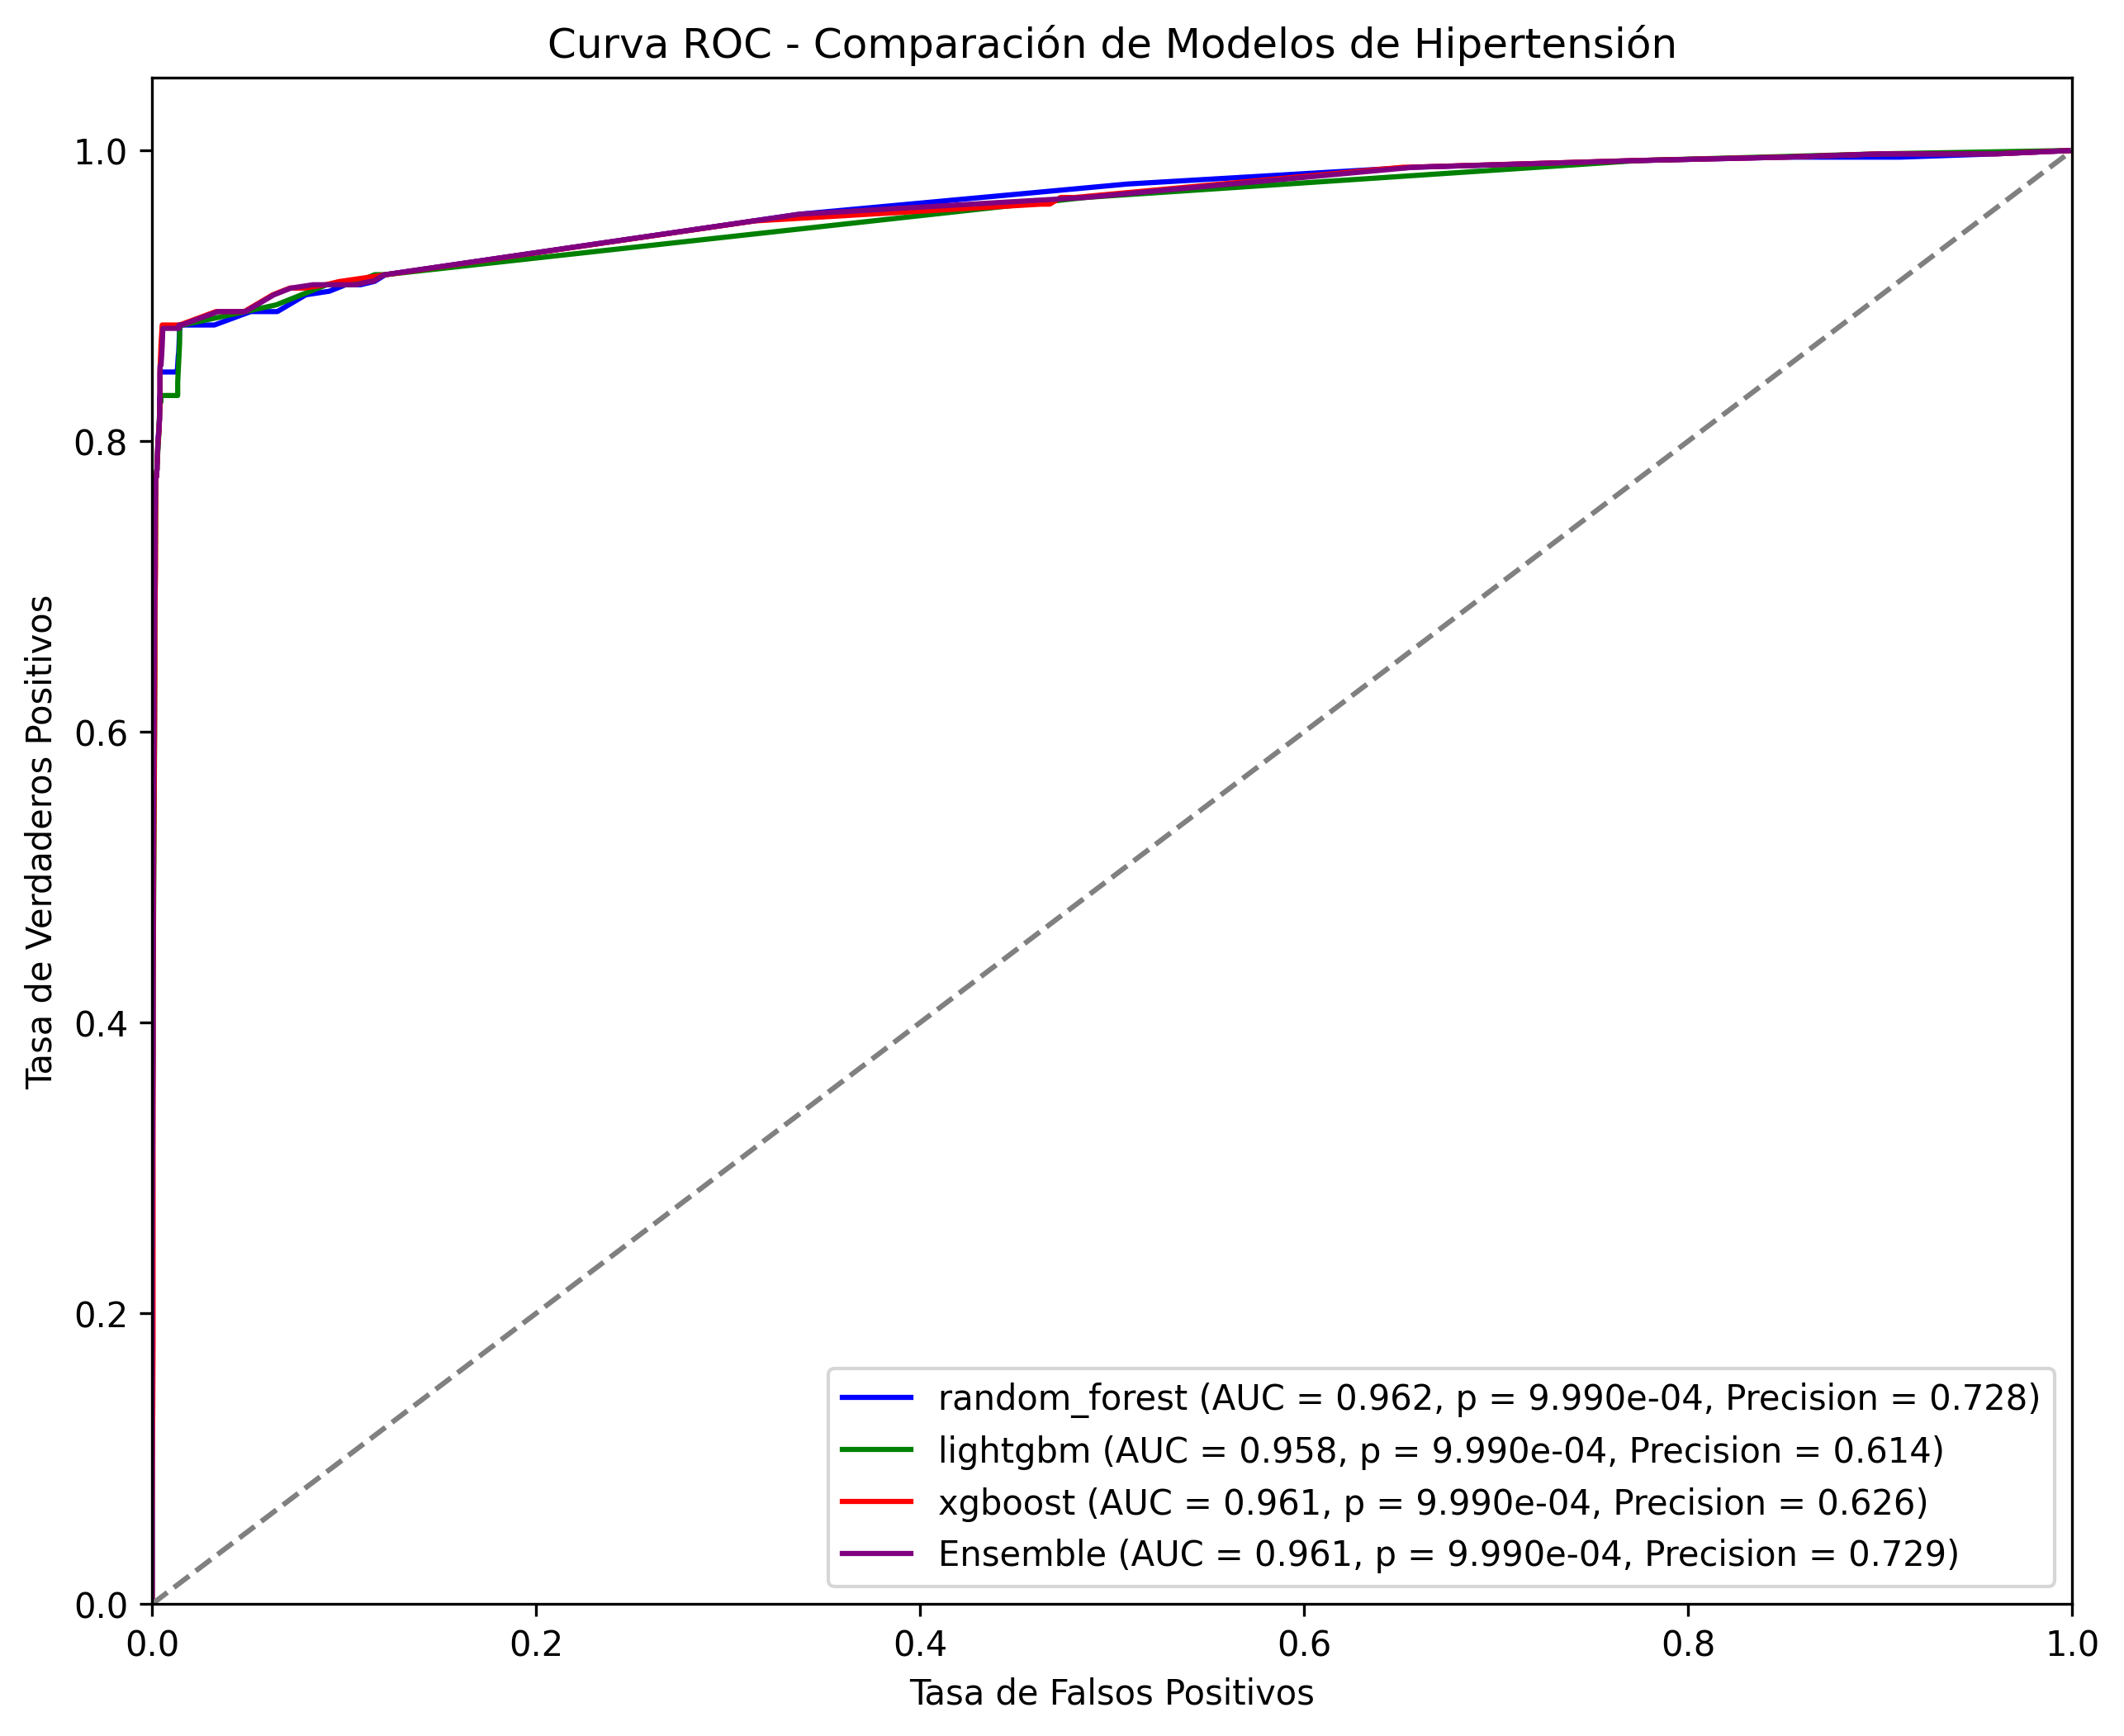 Curva ROC - Comparación de Modelos de Hipertensión
Tasa de Verdaderos Positivos
1.0
0.8
0.6
0.4
0.2
0.0
random_forest (AUC = 0.962, p = 9.990e-04, Precision = 0.728)
lightgbm (AUC = 0.958, p = 9.990e-04, Precision = 0.614)
xgboost (AUC = 0.961, p = 9.990e-04, Precision = 0.626)
Ensemble (AUC = 0.961, p = 9.990e-04, Precision = 0.729)
0.0 0.2 0.4 0.6 0.8 1.0
Tasa de Falsos Positivos